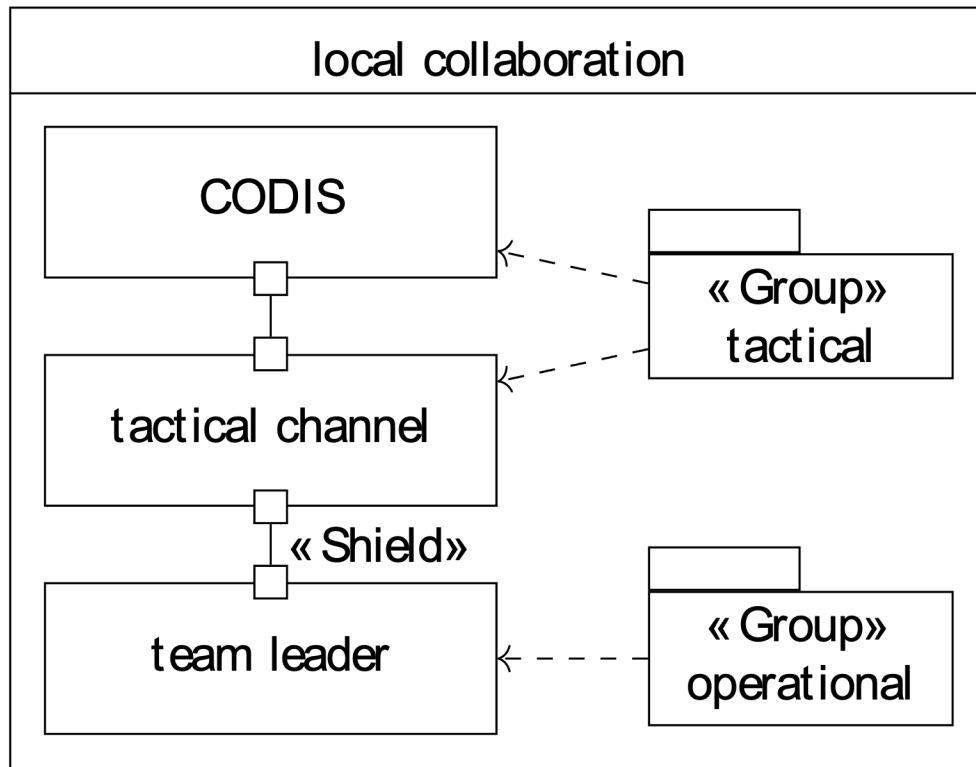 local collaboration
CODIS
«Group»
tactical
tactical channel
«Shield»
team leader
«Group»
operational